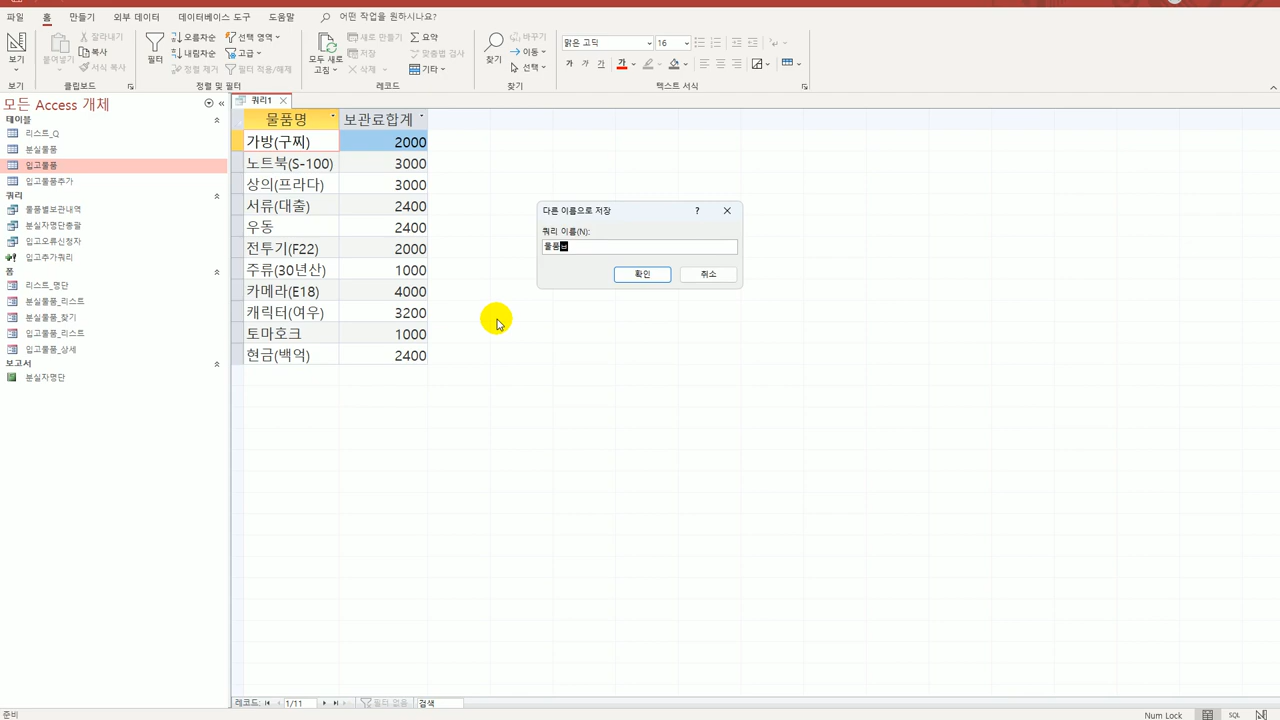 파일 홈 만들기 외부 데이터 데이터베이스 도구 도움말 어떤 작업을 원하시나요?
보기
보기
붙여넣기
잘라내기
복사
서식 복사
클립보드
필터
오름차순
내림차순
정렬 제거
선택 영역
고급
필터 적용/해제
정렬 및 필터
모두 새로
고침
새로 만들기
저장
삭제
요약
맞춤법 검사
기타
레코드
찾기
바꾸기
이동
선택
찾기
맑은 고딕 16
가 가 가 가
텍스트 서식
모든 Access 개체
테이블
리스트_Q
분실물품
입고물품
입고물품추가
쿼리
물품별보관내역
분실자명단총괄
입고오류신청자
입고추가쿼리
폼
리스트_명단
분실물품_리스트
분실물품_찾기
입고물품_리스트
입고물품_상세
보고서
분실자명단
쿼리1
물품명 보관료합계
가방(구찌) 2000
노트북(S-100) 3000
상의(프라다) 3000
서류(대출) 2400
우동 2400
전투기(F22) 2000
주류(30년산) 1000
카메라(E18) 4000
캐릭터(여우) 3200
토마호크 1000
현금(백억) 2400
다른 이름으로 저장 ?
쿼리 이름(N):
물품ㅂ
확인 취소
레코드: 1/11 필터 없음 검색
준비 Num Lock SQL